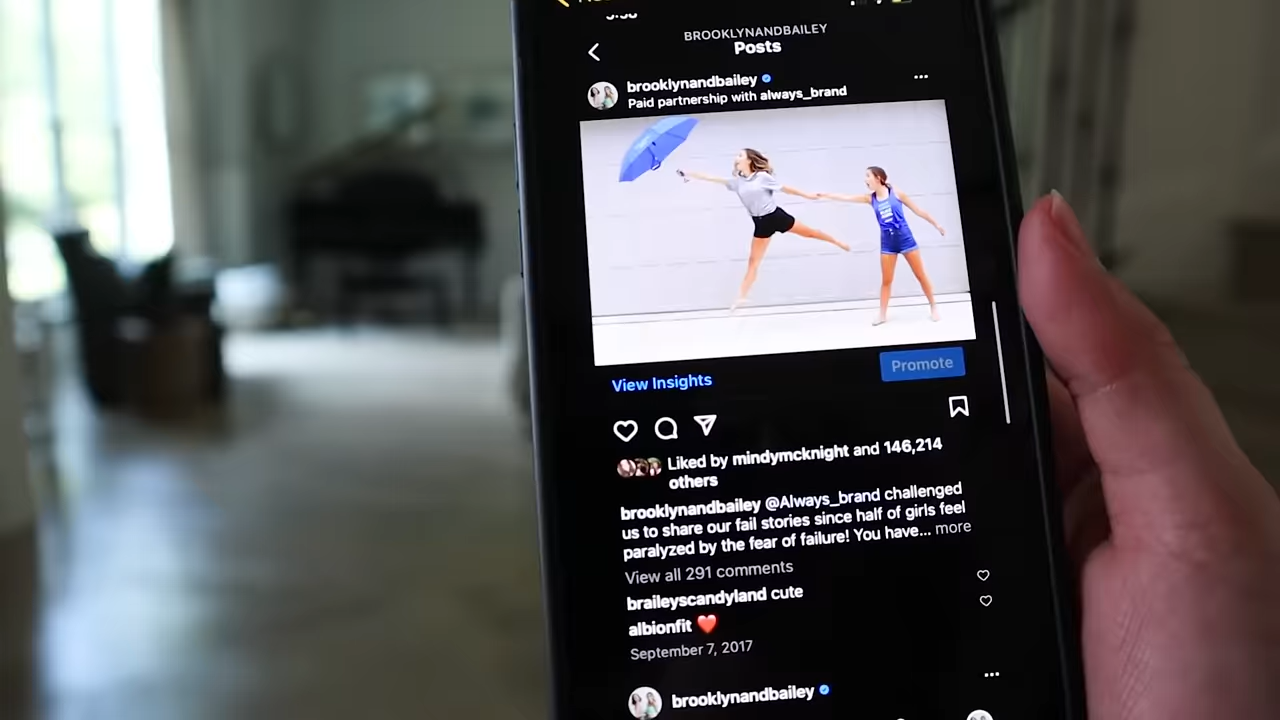 BROOKLYNANDBAILEY
Posts
brooklynandbailey
Paid partnership with always_brand
View Insights
Promote
Liked by mindymcknight and 146,214
others
brooklynandbailey @Always_brand challenged
us to share our fail stories since half of girls feel
paralyzed by the fear of failure! You have... more
View all 291 comments
braileyscandyland cute
albionfit ❤️
September 7, 2017
brooklynandbailey